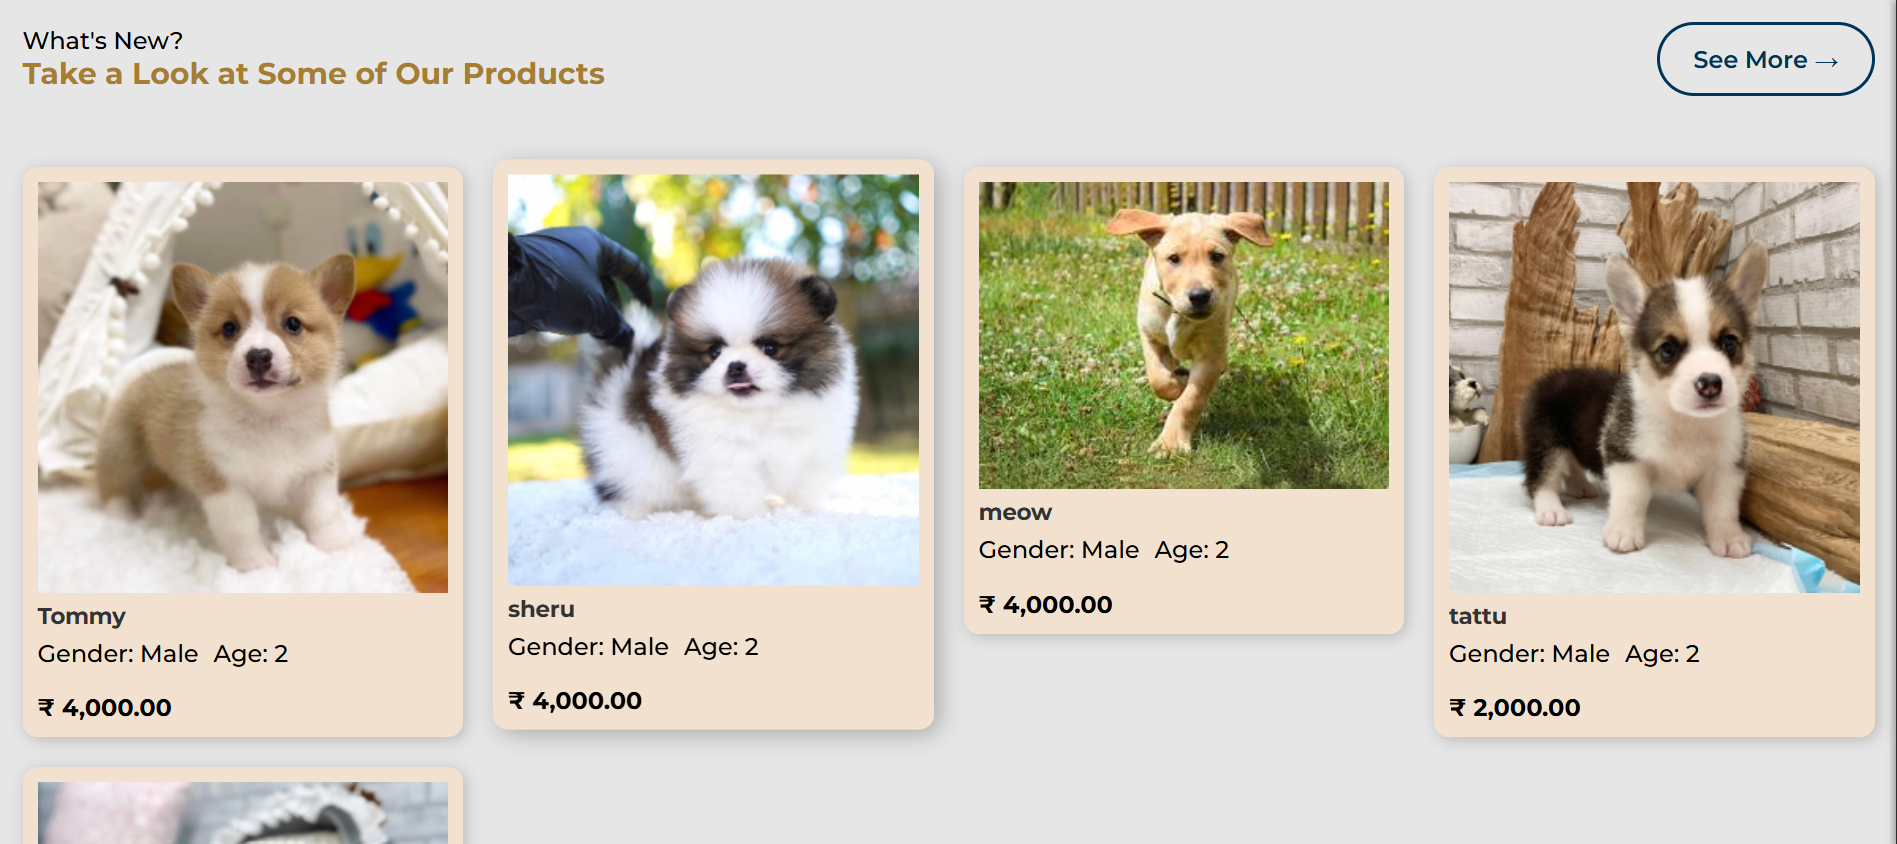 What's New?
Take a Look at Some of Our Products
See More →
Tommy
Gender: Male Age: 2
₹ 4,000.00
sheru
Gender: Male Age: 2
₹ 4,000.00
meow
Gender: Male Age: 2
₹ 4,000.00
tattu
Gender: Male Age: 2
₹ 2,000.00